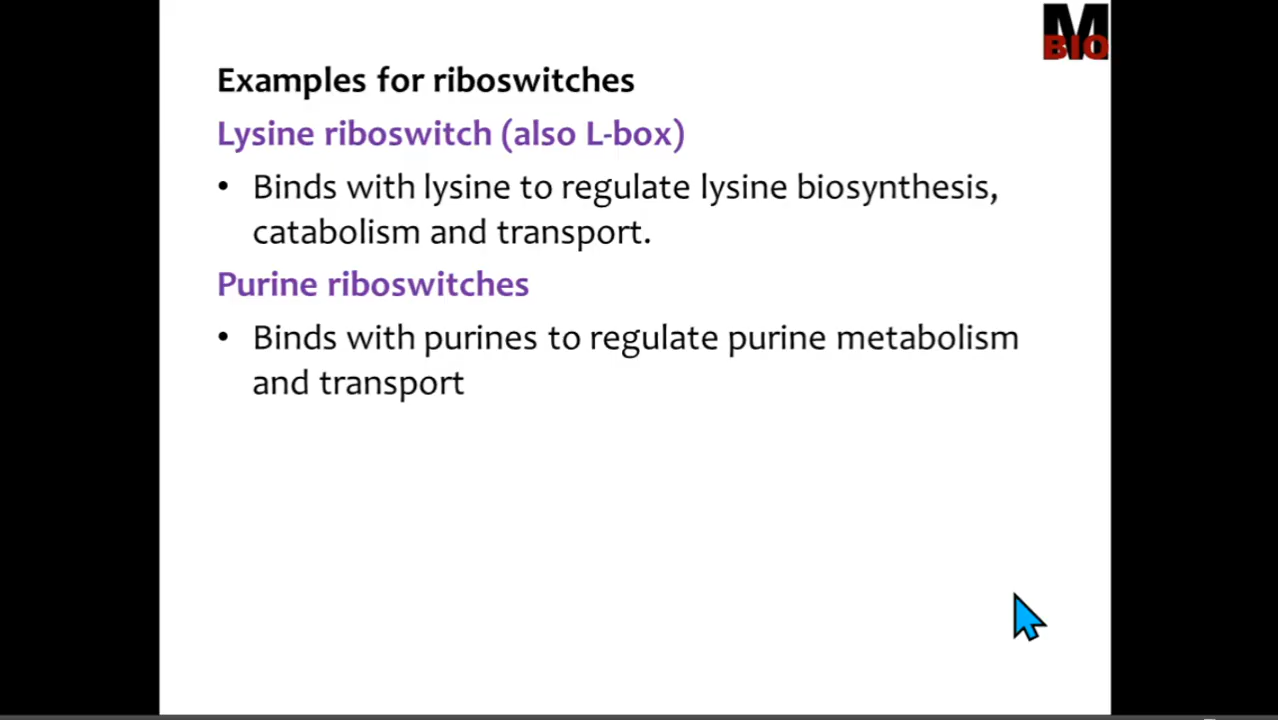 M
BIO
Examples for riboswitches
Lysine riboswitch (also L-box)
• Binds with lysine to regulate lysine biosynthesis,
catabolism and transport.
Purine riboswitches
• Binds with purines to regulate purine metabolism
and transport